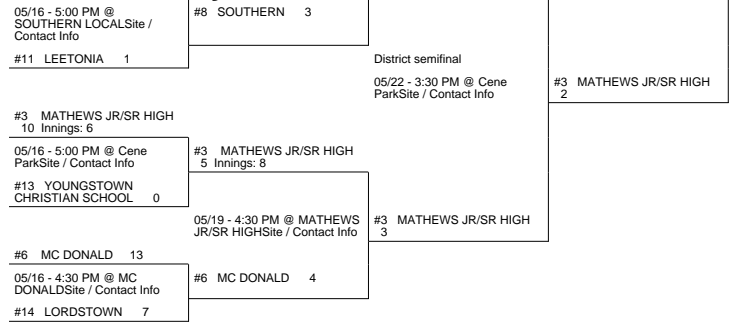 05/16 - 5:00 PM @
SOUTHERN LOCALSite /
Contact Info
#8 SOUTHERN 3
#11 LEETONIA 1
District semifinal
05/22 - 3:30 PM @ Cene
ParkSite / Contact Info
#3 MATHEWS JR/SR HIGH
2
#3 MATHEWS JR/SR HIGH
10 Innings: 6
05/16 - 5:00 PM @ Cene
ParkSite / Contact Info
#3 MATHEWS JR/SR HIGH
5 Innings: 8
#13 YOUNGSTOWN
CHRISTIAN SCHOOL 0
05/19 - 4:30 PM @ MATHEWS
JR/SR HIGHSite / Contact Info
#3 MATHEWS JR/SR HIGH
3
#6 MC DONALD 13
05/16 - 4:30 PM @ MC
DONALDSite / Contact Info
#6 MC DONALD 4
#14 LORDSTOWN 7